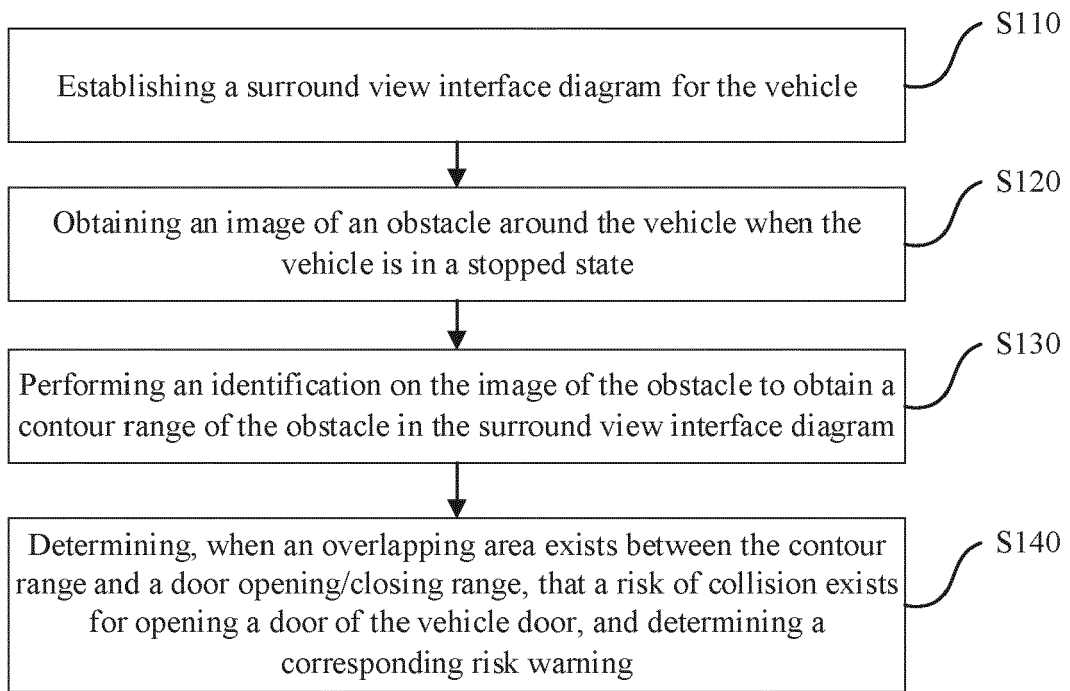 S110
Establishing a surround view interface diagram for the vehicle
S120
Obtaining an image of an obstacle around the vehicle when the
vehicle is in a stopped state
S130
Performing an identification on the image of the obstacle to obtain a
contour range of the obstacle in the surround view interface diagram
S140
Determining, when an overlapping area exists between the contour
range and a door opening/closing range, that a risk of collision exists
for opening a door of the vehicle door, and determining a
corresponding risk warning